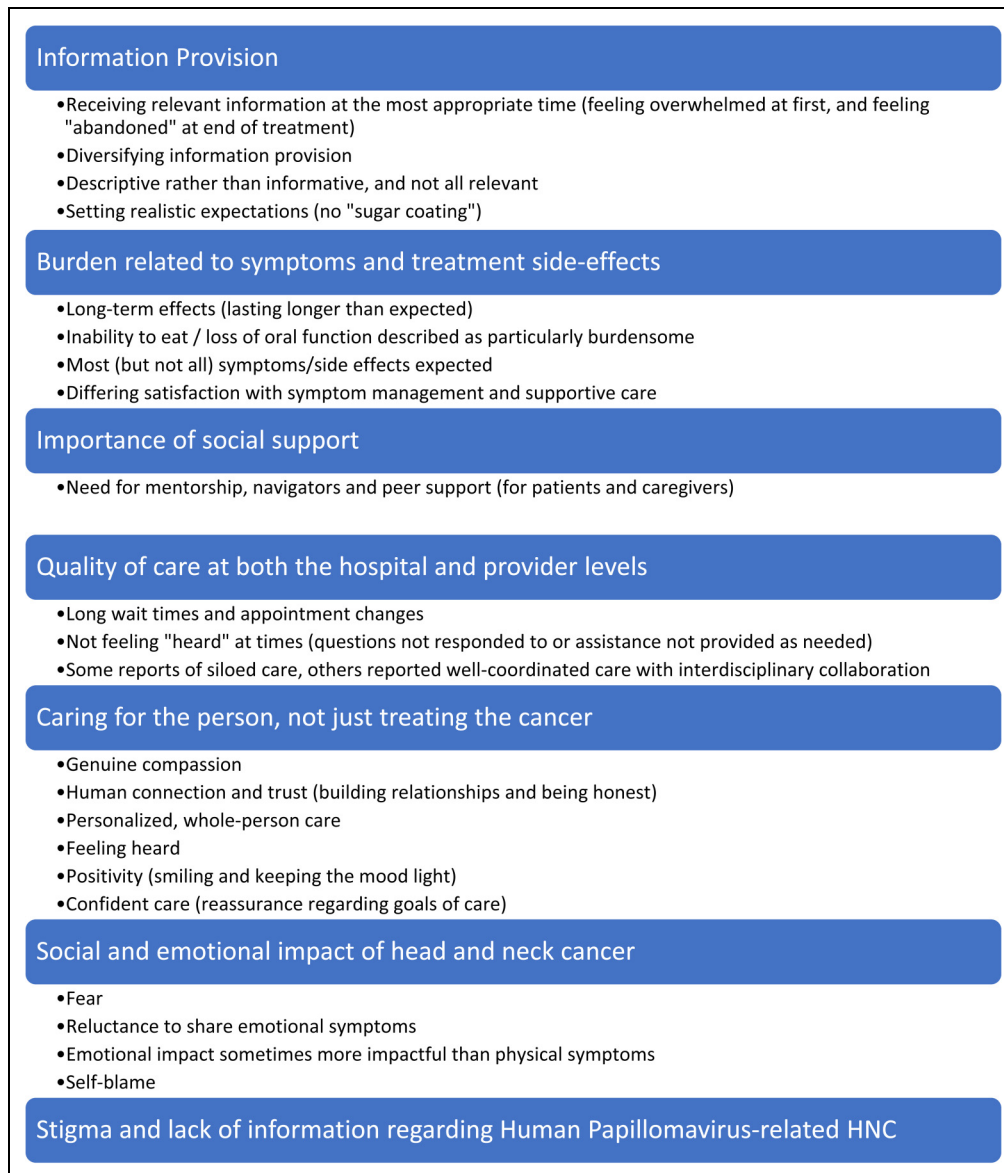 Information Provision
•Receiving relevant information at the most appropriate time (feeling overwhelmed at first, and feeling
"abandoned" at end of treatment)
•Diversifying information provision
•Descriptive rather than informative, and not all relevant
•Setting realistic expectations (no "sugar coating")
Burden related to symptoms and treatment side-effects
•Long-term effects (lasting longer than expected)
•Inability to eat / loss of oral function described as particularly burdensome
•Most (but not all) symptoms/side effects expected
•Differing satisfaction with symptom management and supportive care
Importance of social support
•Need for mentorship, navigators and peer support (for patients and caregivers)
Quality of care at both the hospital and provider levels
•Long wait times and appointment changes
•Not feeling "heard" at times (questions not responded to or assistance not provided as needed)
•Some reports of siloed care, others reported well-coordinated care with interdisciplinary collaboration
Caring for the person, not just treating the cancer
•Genuine compassion
•Human connection and trust (building relationships and being honest)
•Personalized, whole-person care
•Feeling heard
•Positivity (smiling and keeping the mood light)
•Confident care (reassurance regarding goals of care)
Social and emotional impact of head and neck cancer
•Fear
•Reluctance to share emotional symptoms
•Emotional impact sometimes more impactful than physical symptoms
•Self-blame
Stigma and lack of information regarding Human Papillomavirus-related HNC